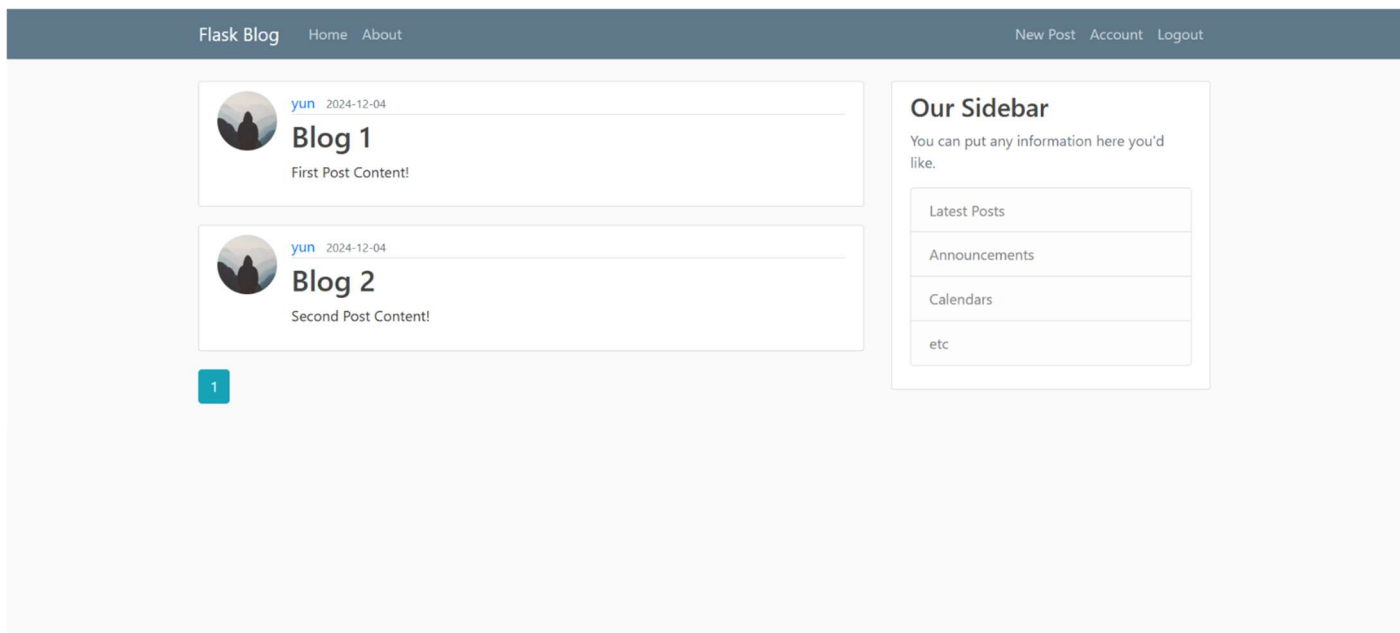 Flask Blog Home About New Post Account Logout
yun 2024-12-04
Blog 1
First Post Content!
yun 2024-12-04
Blog 2
Second Post Content!
1
Our Sidebar
You can put any information here you'd
like.
Latest Posts
Announcements
Calendars
etc